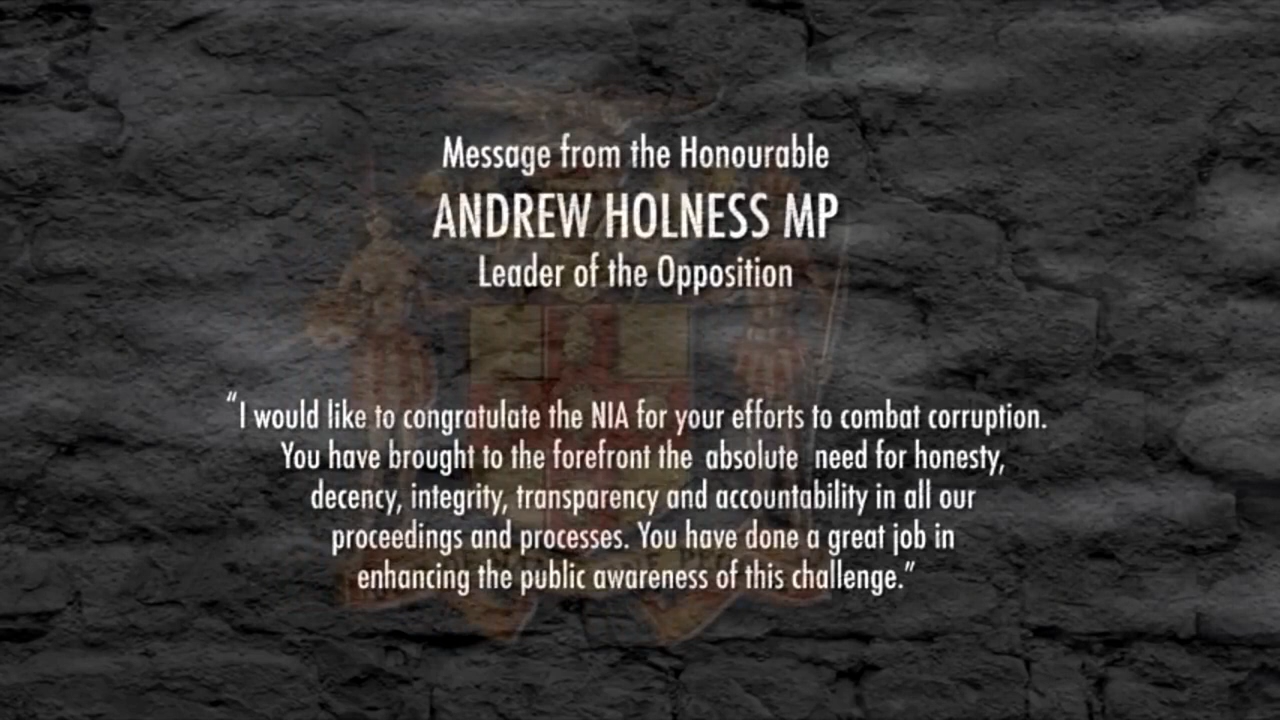 Message from the Honourable
ANDREW HOLNESS MP
Leader of the Opposition
“I would like to congratulate the NIA for your efforts to combat corruption.
You have brought to the forefront the absolute need for honesty,
decency, integrity, transparency and accountability in all our
proceedings and processes. You have done a great job in
enhancing the public awareness of this challenge.”